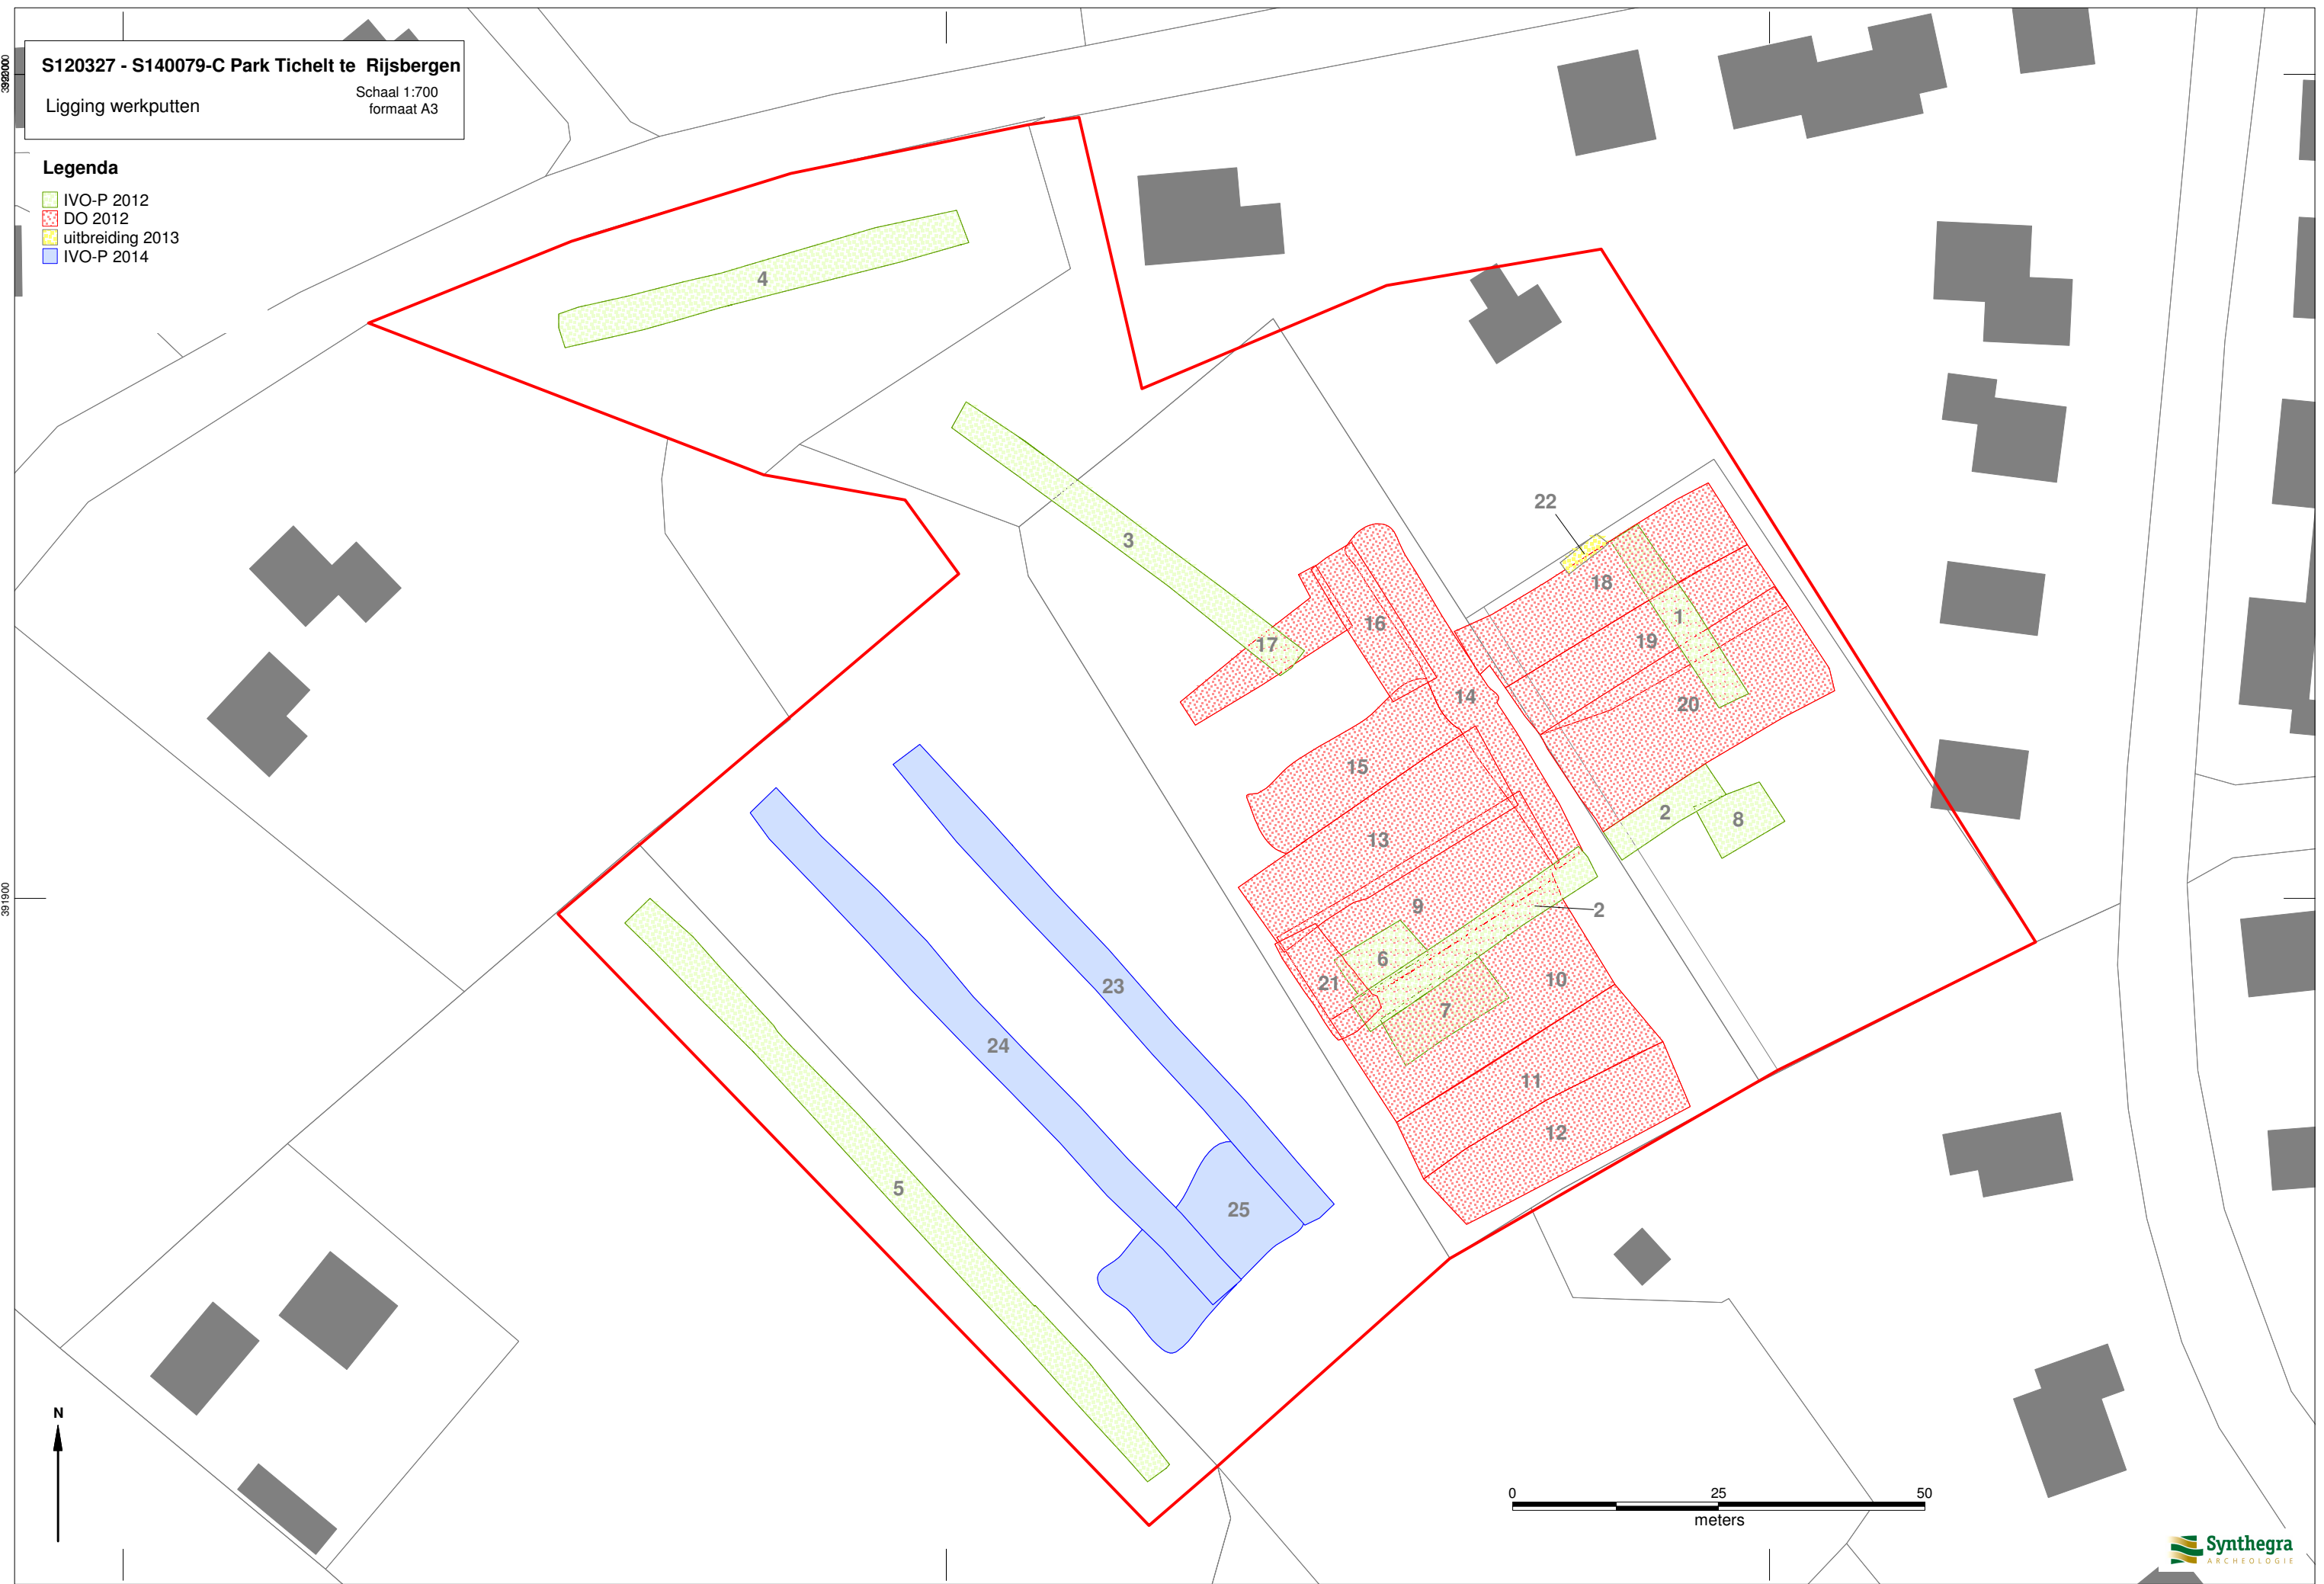 S120327 - S140079-C Park Tichelt te Rijsbergen
Ligging werkputten
Schaal 1:700
formaat A3
Legenda
IVO-P 2012
DO 2012
uitbreiding 2013
IVO-P 2014
4
3
22
18
1
16
17
19
14
20
15
2
8
13
9
2
6
21
10
7
23
24
11
12
5
25
391900
N
0 25 50
meters
Synthegra
ARCHEOLOGIE